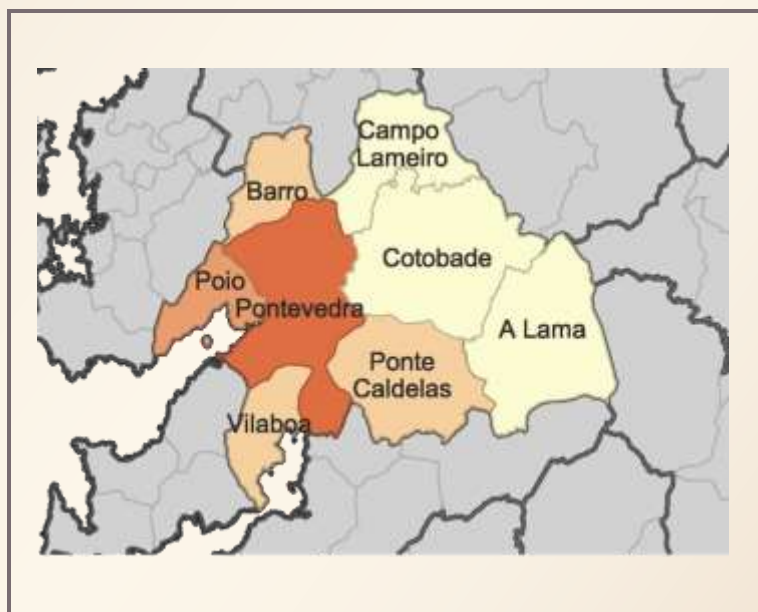 Campo
Lameiro
Barro
Cotobade
Poio
Pontevedra
A Lama
Ponte
Caldelas
Vilaboa